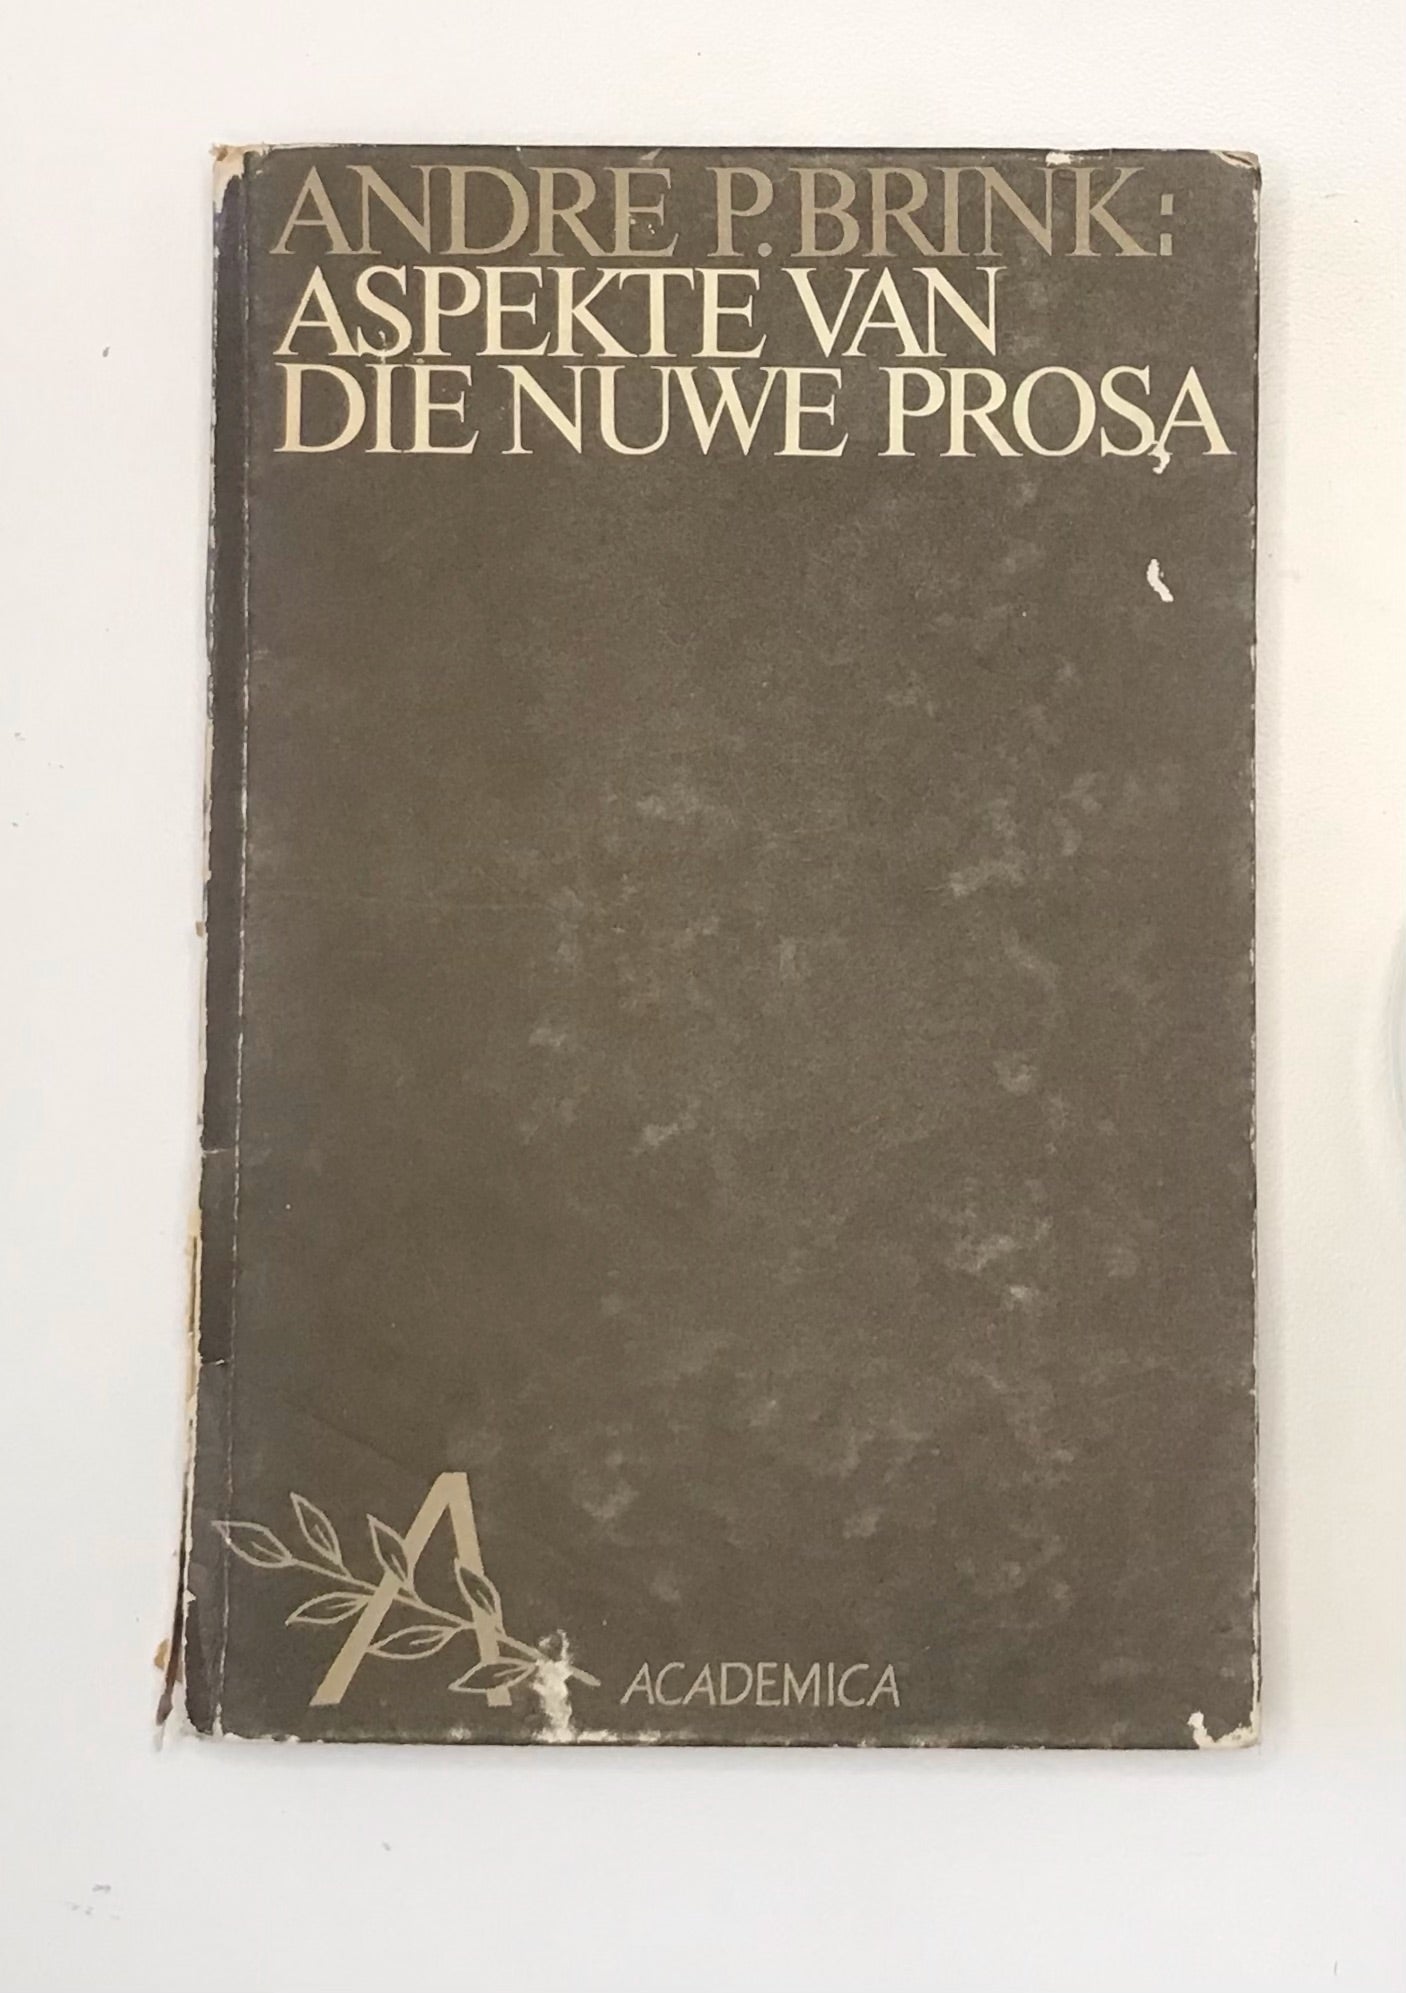 ANDRE P. BRINK:
ASPEKTE VAN
DIE NUWE PROSA
A
ACADEMICA